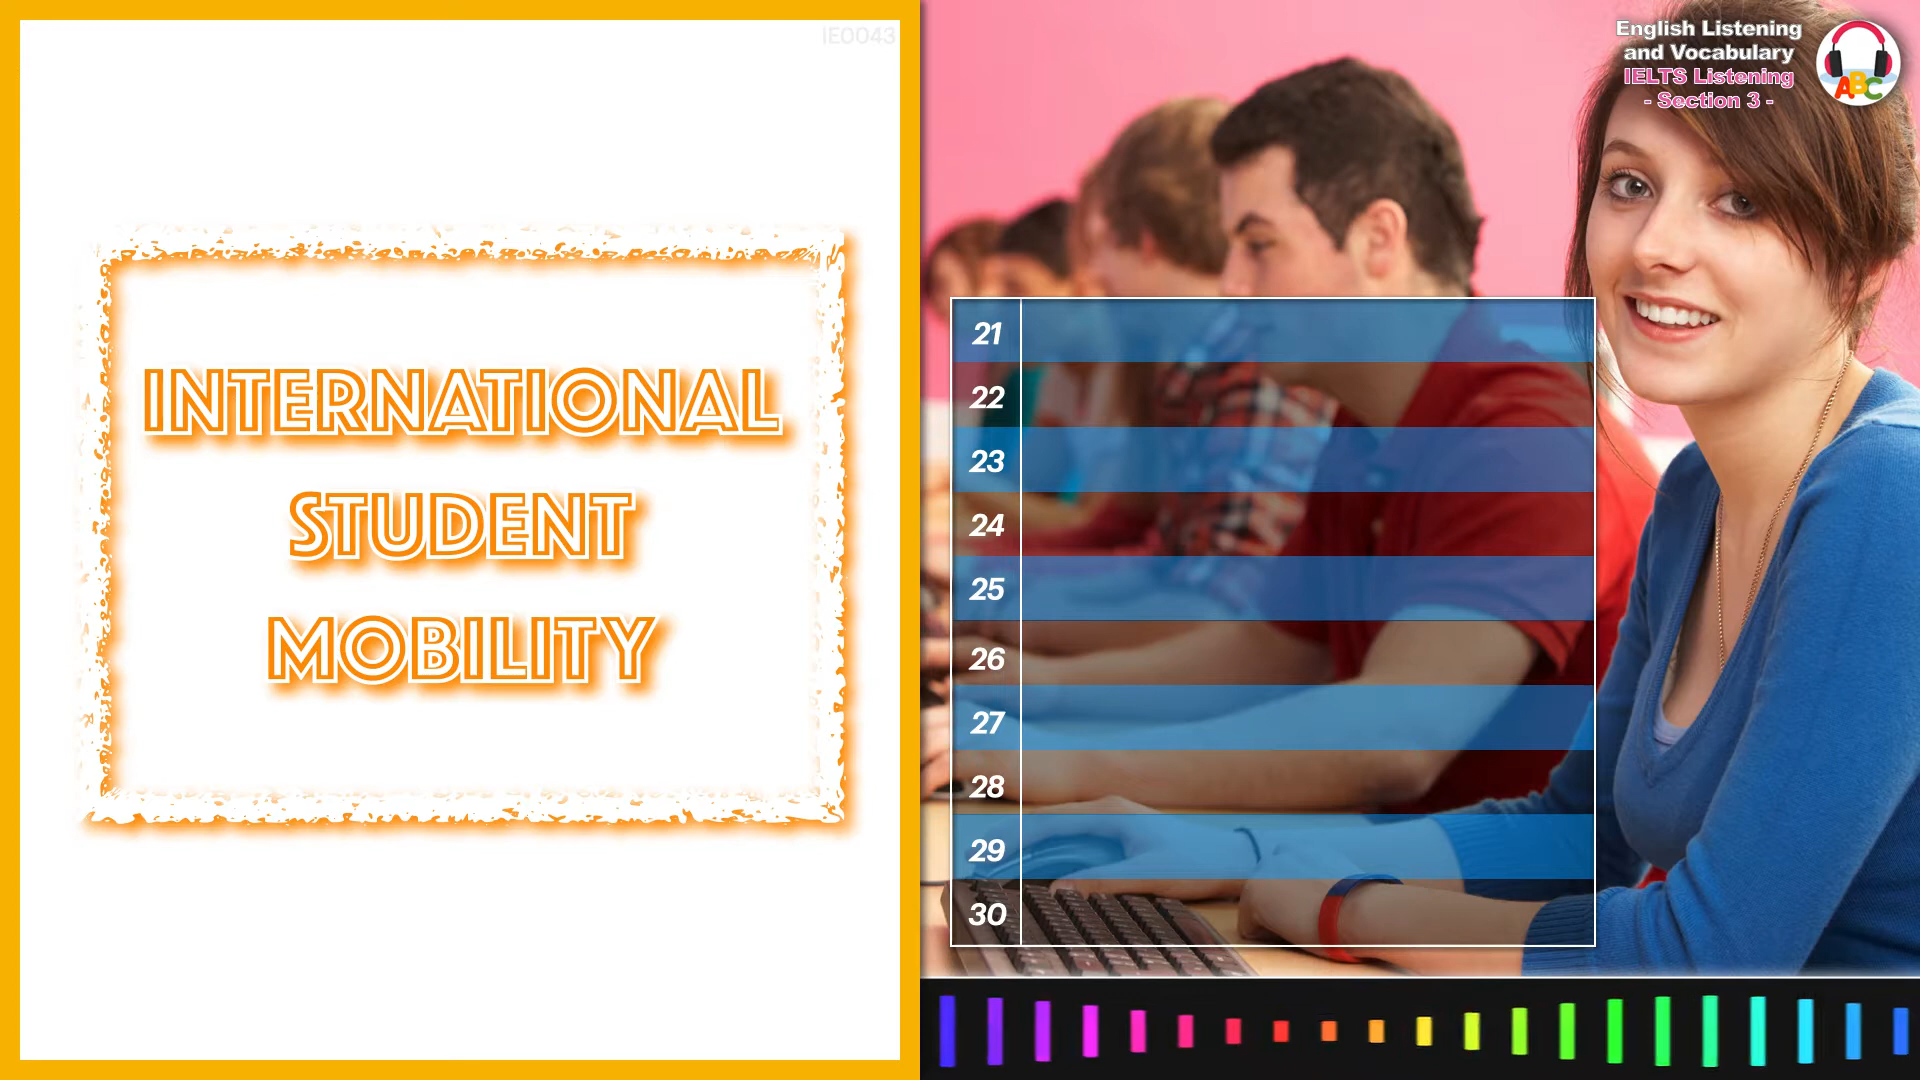 IE0043
INTERNATIONAL
STUDENT
MOBILITY
English Listening
and Vocabulary
IELTS Listening
- Section 3 -
ABC
21
22
23
24
25
26
27
28
29
30